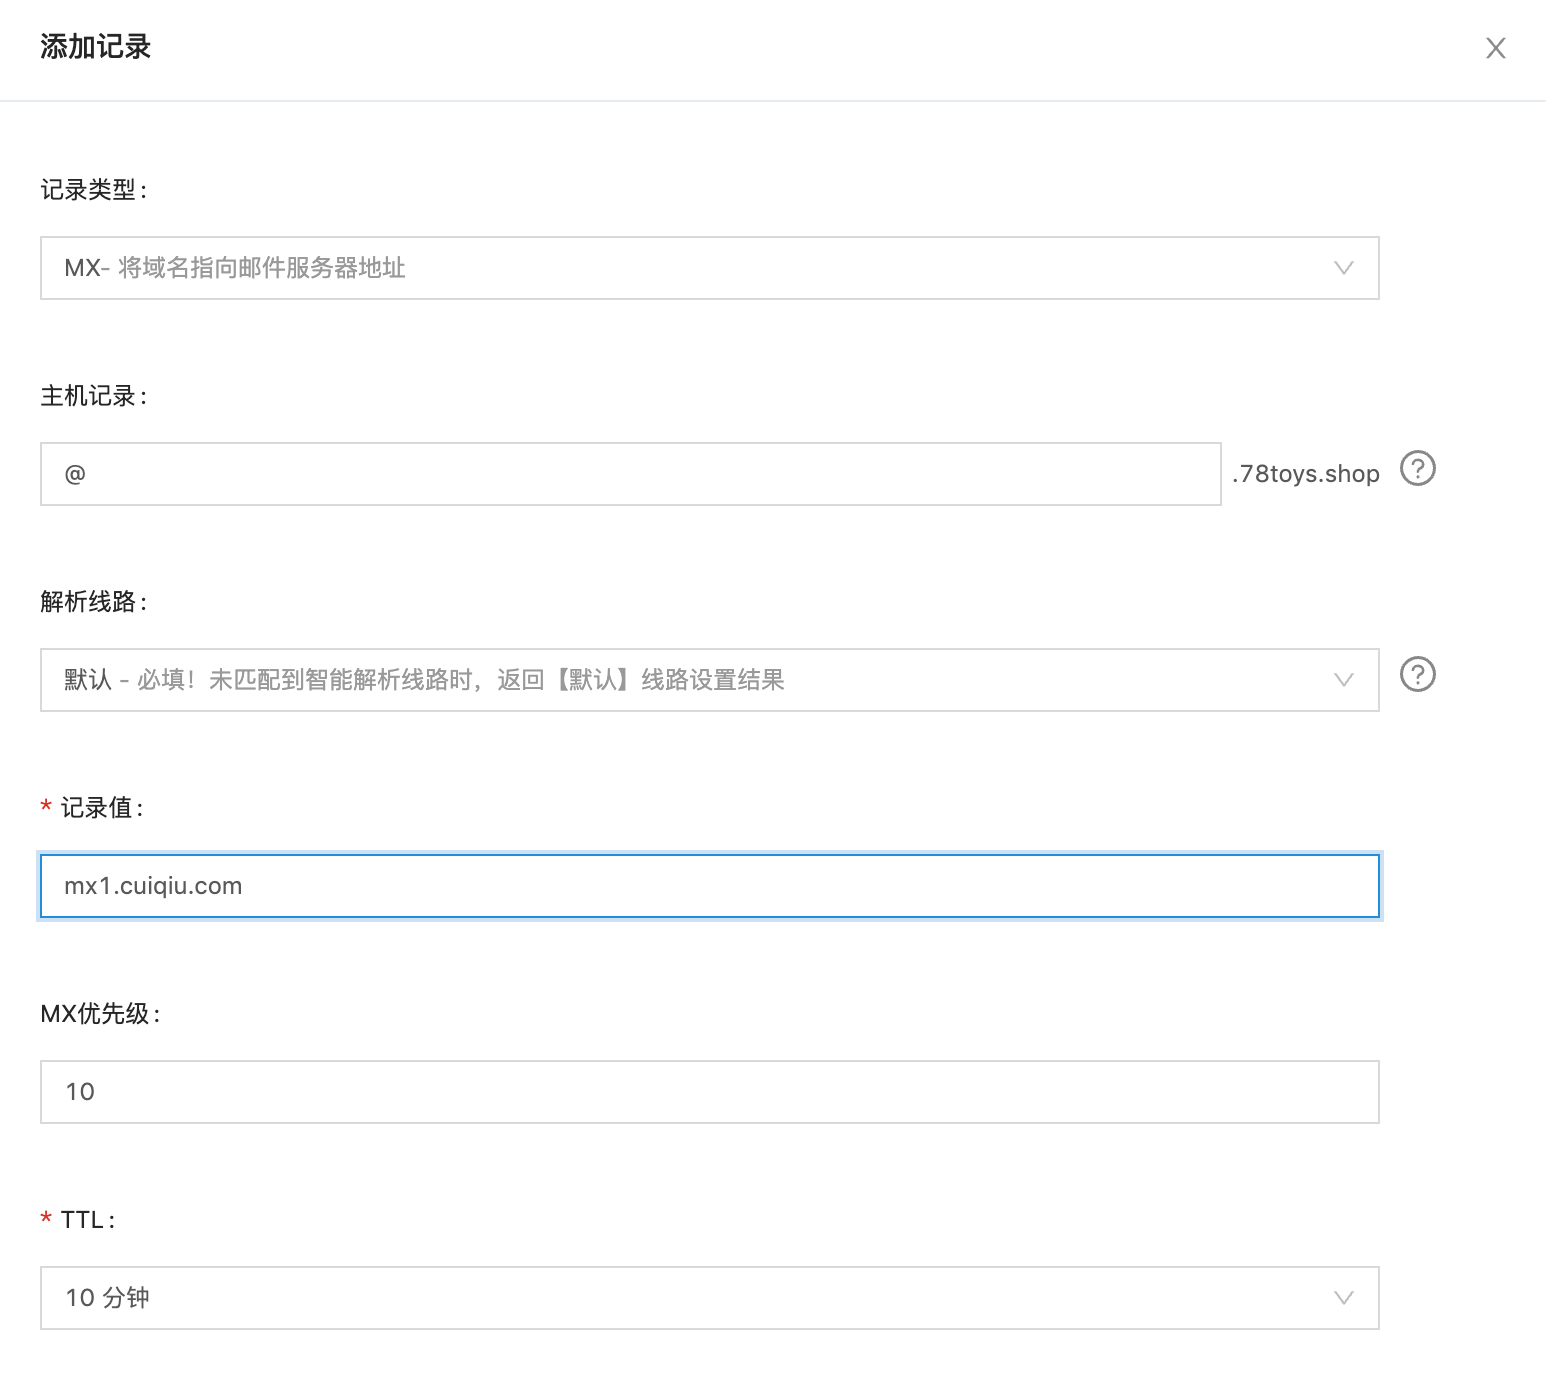 添加记录
记录类型:
MX- 将域名指向邮件服务器地址
主机记录:
@
.78toys.shop
解析线路:
默认 - 必填！未匹配到智能解析线路时，返回【默认】线路设置结果
* 记录值:
mx1.cuiqiu.com
MX优先级:
10
* TTL:
10 分钟